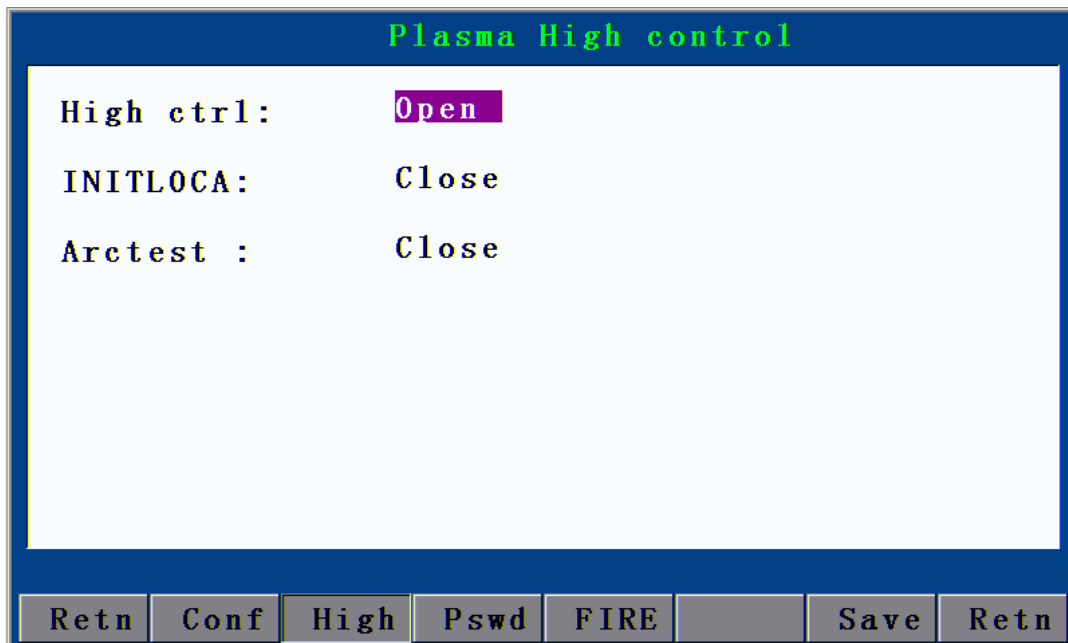 Plasma High control
High ctrl: Open
INITLOCA: Close
Arctest : Close
Retn Conf High Pswd FIRE Save Retn